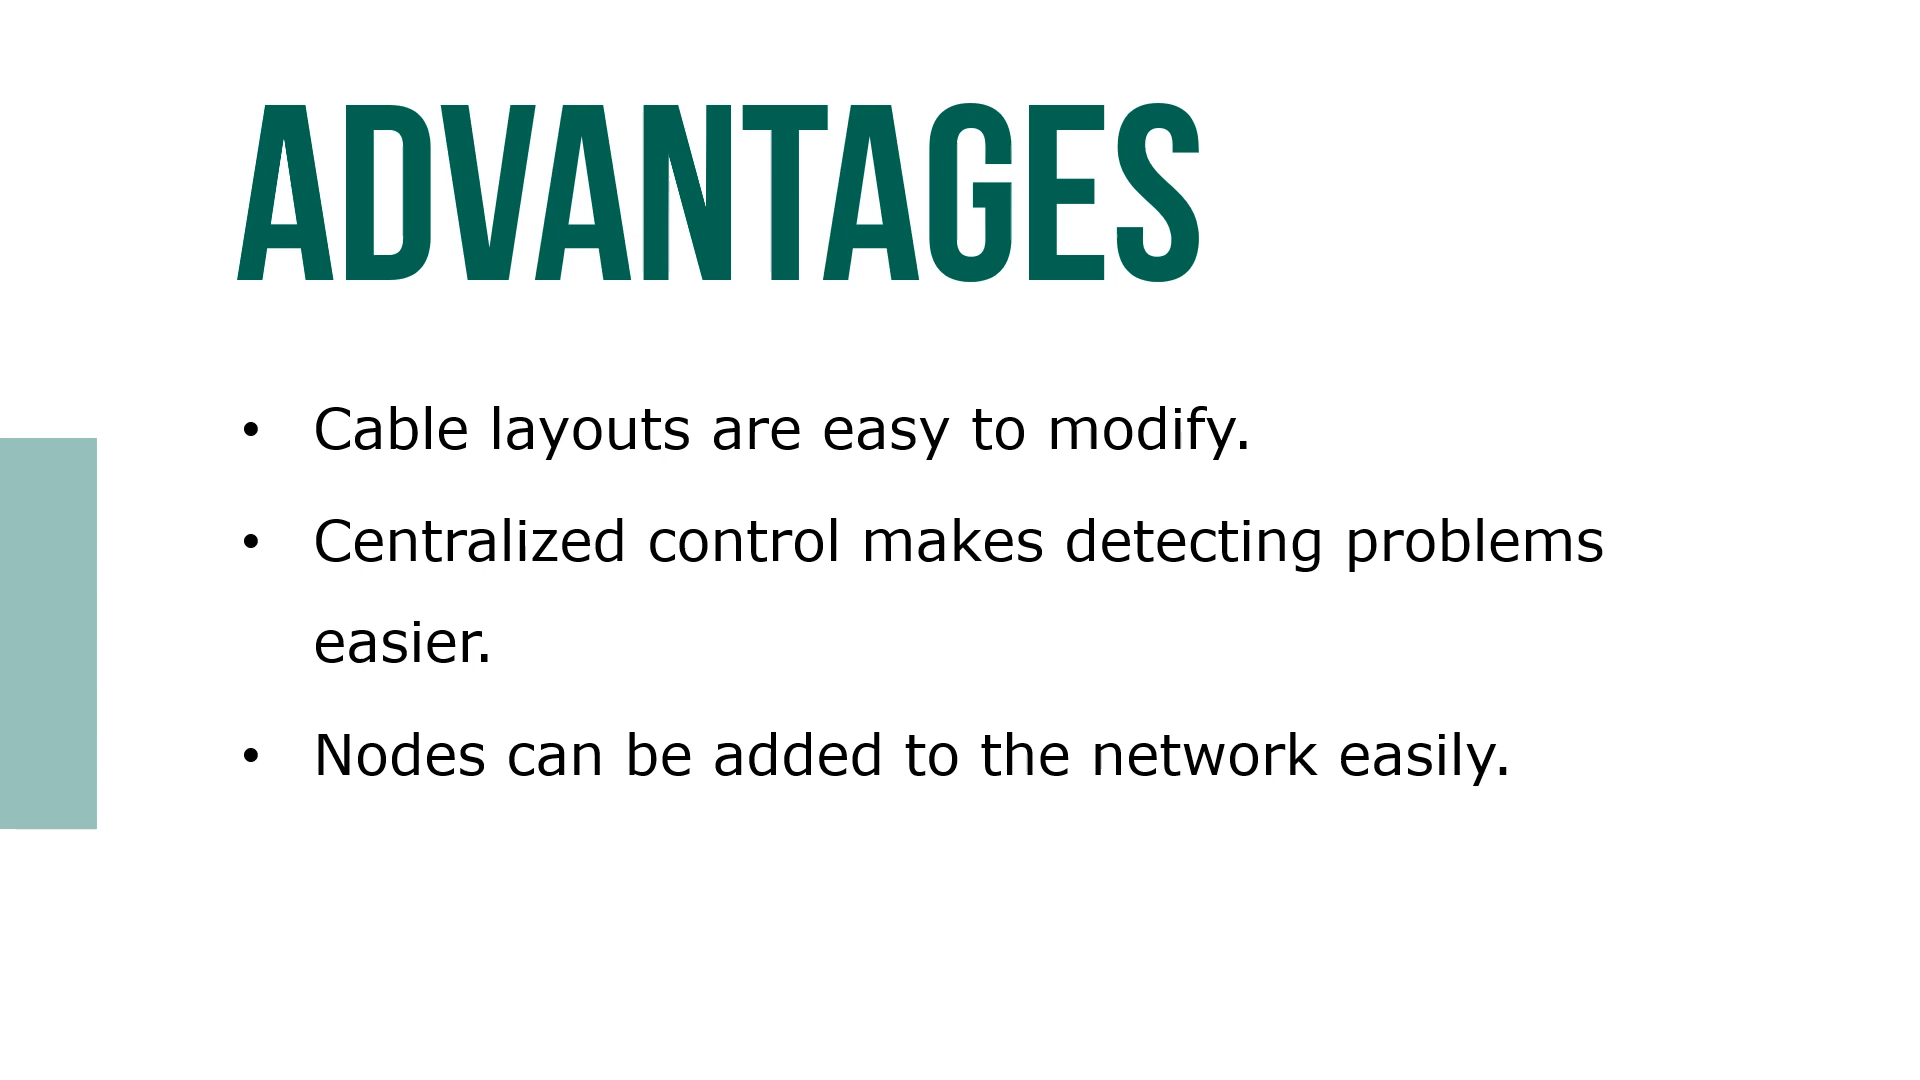 ADVANTAGES
• Cable layouts are easy to modify.
• Centralized control makes detecting problems
easier.
• Nodes can be added to the network easily.